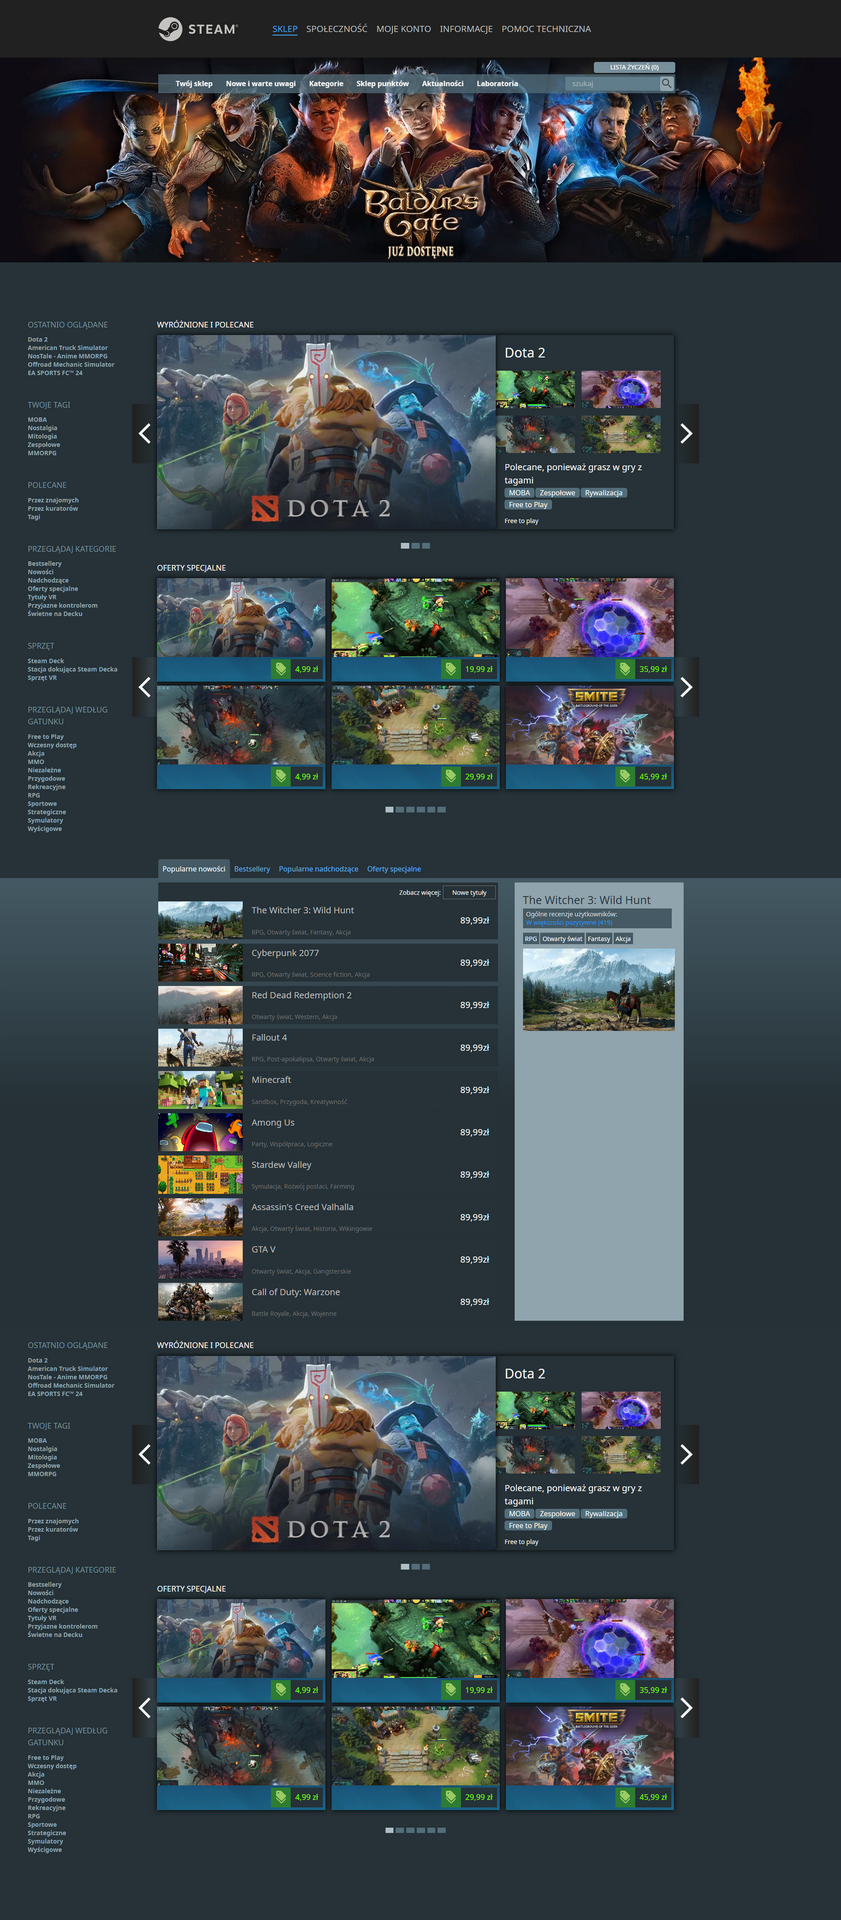 STEAM
SKLEP SPOŁECZNOŚĆ MOJE KONTO INFORMACJE POMOC TECHNICZNA
LISTA ŻYCZEŃ (0)
Twój sklep Nowe i warte uwagi Kategorie Sklep punktów Aktualności Laboratoria szukaj
BALDUR'S
GATE
JUŻ DOSTĘPNE
OSTATNIO OGLĄDANE
Dota 2
American Truck Simulator
NosTale - Anime MMORPG
Offroad Mechanic Simulator
EA SPORTS FC™ 24
TWOJE TAGI
MOBA
Nostalgia
Mitologia
Zespołowe
MMORPG
POLECANE
Przez znajomych
Przez kuratorów
Tagi
PRZEGLĄDAJ KATEGORIE
Bestsellery
Nowości
Nadchodzące
Oferty specjalne
Tytuły VR
Przyjazne kontrolerom
Świetne na Decku
SPRZĘT
Steam Deck
Stacja dokująca Steam Decka
Sprzęt VR
PRZEGLĄDAJ WEDŁUG
GATUNKU
Free to Play
Wczesny dostęp
Akcja
MMO
Niezależne
Przygodowe
Rekreacyjne
RPG
Sportowe
Strategiczne
Symulatory
Wyścigowe
WYRÓŻNIONE I POLECANE
DOTA 2
Dota 2
Polecane, ponieważ grasz w gry z
tagami
MOBA Zespołowe Rywalizacja
Free to Play
Free to play
OFERTY SPECJALNE
4,99 zł 19,99 zł 35,99 zł
SMITE
BATTLEGROUND OF THE GODS
4,99 zł 29,99 zł 45,99 zł
Popularne nowości Bestsellery Popularne nadchodzące Oferty specjalne
Zobacz więcej: Nowe tytuły
The Witcher 3: Wild Hunt
89,99zł
RPG, Otwarty świat, Fantasy, Akcja
Cyberpunk 2077
89,99zł
RPG, Otwarty świat, Science fiction, Akcja
Red Dead Redemption 2
89,99zł
Otwarty świat, Western, Akcja
Fallout 4
89,99zł
RPG, Post-apokalipsa, Otwarty świat, Akcja
Minecraft
89,99zł
Sandbox, Przygoda, Kreatywność
Among Us
89,99zł
Party, Współpraca, Logiczne
Stardew Valley
89,99zł
Symulacja, Rozwój postaci, Farming
Assassin's Creed Valhalla
89,99zł
Akcja, Otwarty świat, Historia, Wikingowie
GTA V
89,99zł
Otwarty świat, Akcja, Gangsterskie
Call of Duty: Warzone
89,99zł
Battle Royale, Akcja, Wojenne
The Witcher 3: Wild Hunt
Ogólne recenzje użytkowników:
W większości pozytywne (419)
RPG Otwarty świat Fantasy Akcja
OSTATNIO OGLĄDANE
Dota 2
American Truck Simulator
NosTale - Anime MMORPG
Offroad Mechanic Simulator
EA SPORTS FC™ 24
TWOJE TAGI
MOBA
Nostalgia
Mitologia
Zespołowe
MMORPG
POLECANE
Przez znajomych
Przez kuratorów
Tagi
PRZEGLĄDAJ KATEGORIE
Bestsellery
Nowości
Nadchodzące
Oferty specjalne
Tytuły VR
Przyjazne kontrolerom
Świetne na Decku
SPRZĘT
Steam Deck
Stacja dokująca Steam Decka
Sprzęt VR
PRZEGLĄDAJ WEDŁUG
GATUNKU
Free to Play
Wczesny dostęp
Akcja
MMO
Niezależne
Przygodowe
Rekreacyjne
RPG
Sportowe
Strategiczne
Symulatory
Wyścigowe
WYRÓŻNIONE I POLECANE
DOTA 2
Dota 2
Polecane, ponieważ grasz w gry z
tagami
MOBA Zespołowe Rywalizacja
Free to Play
Free to play
OFERTY SPECJALNE
4,99 zł 19,99 zł 35,99 zł
SMITE
BATTLEGROUND OF THE GODS
4,99 zł 29,99 zł 45,99 zł